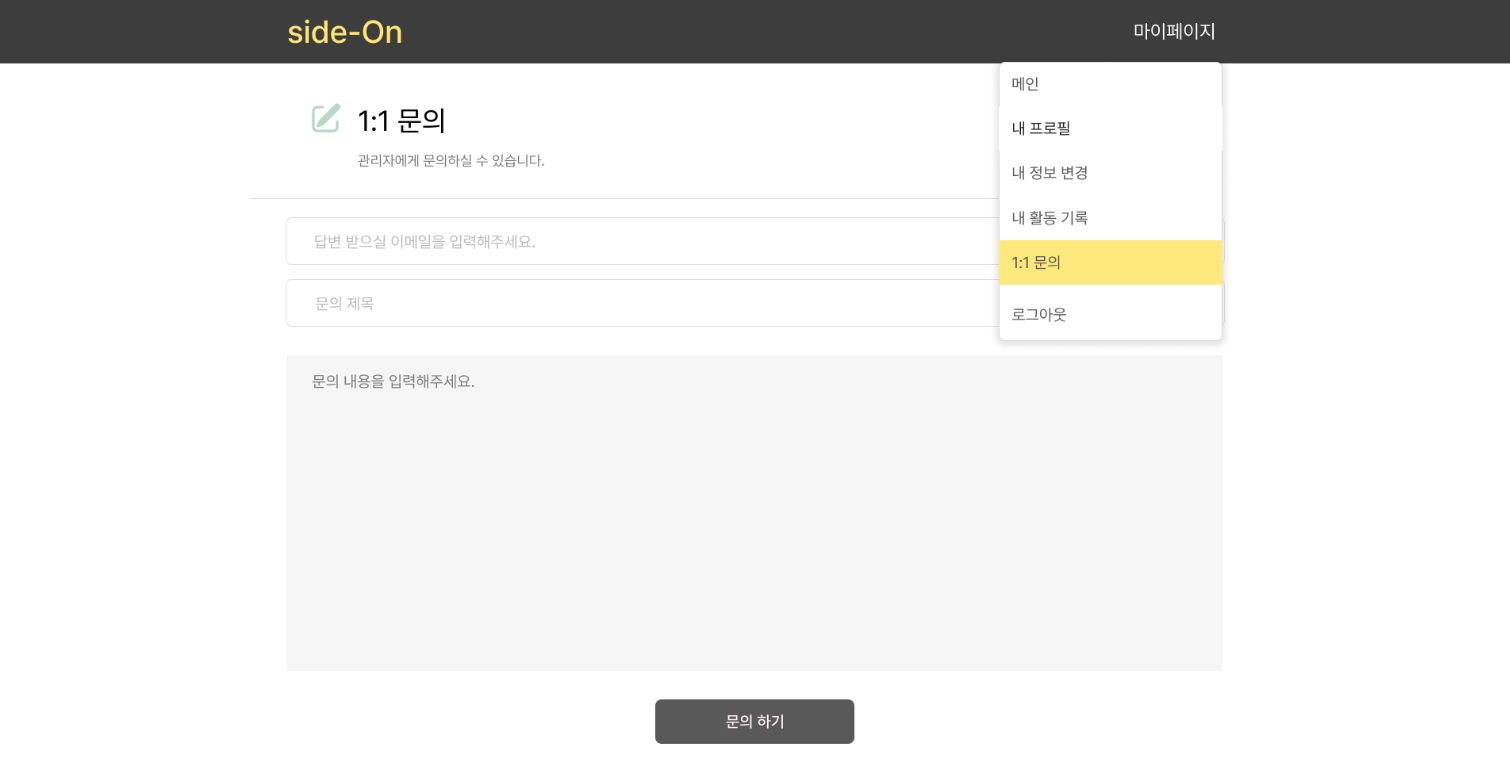 side-On
마이페이지
1:1 문의
관리자에게 문의하실 수 있습니다.
메인
내 프로필
내 정보 변경
내 활동 기록
1:1 문의
로그아웃
답변 받으실 이메일을 입력해주세요.
문의 제목
문의 내용을 입력해주세요.
문의 하기